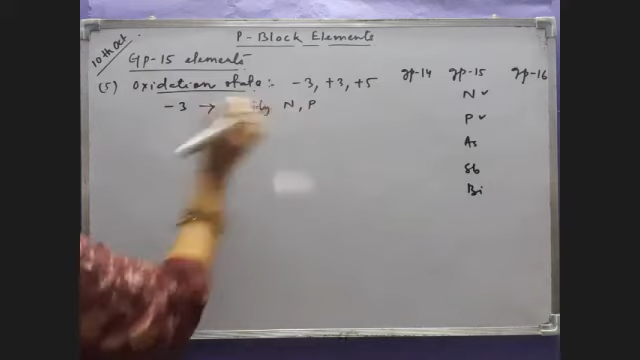 P-Block Elements
10th Oct
Gp-15 elements
(5) Oxidation state:- -3, +3, +5
-3 → N, P
gp-14 gp-15 gp-16
N ✓
P ✓
As
Sb
Bi